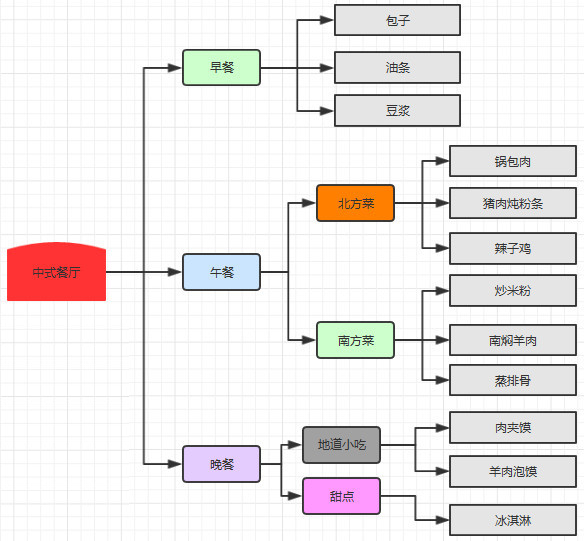 中式餐厅
早餐
包子
油条
豆浆
午餐
北方菜
锅包肉
猪肉炖粉条
辣子鸡
南方菜
炒米粉
南焖羊肉
蒸排骨
晚餐
地道小吃
肉夹馍
羊肉泡馍
甜点
冰淇淋